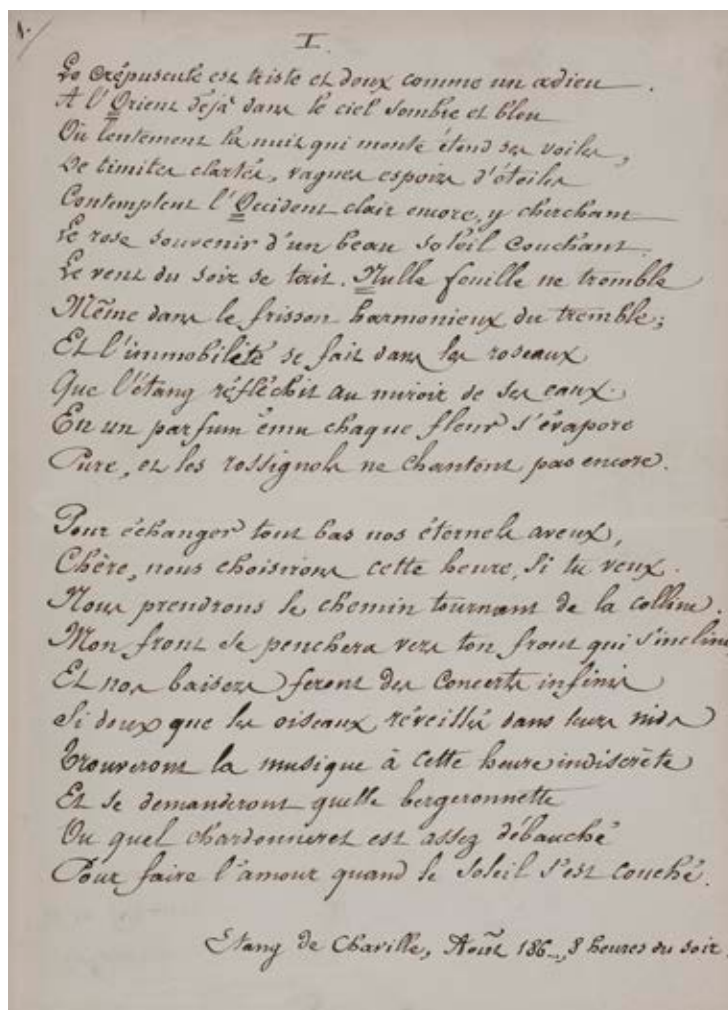 1.
I.
Le crépuscule est triste et doux comme un adieu.
A l'Orient déjà dans le ciel sombre et bleu
Où lentement la nuit qui monte étend ses voiles,
De timides clartés, vagues espoirs d'étoiles
Contemplent l'Occident clair encore, y cherchant
Le rose souvenir d'un beau soleil couchant.
Le vent du soir se tait. Nulle feuille ne tremble
Même dans le frisson harmonieux du tremble;
Et l'immobilité se fait dans les roseaux
Que l'étang réfléchit au miroir de ses eaux.
En un parfum ému chaque fleur s'évapore
Pure, et les rossignols ne chantent pas encore.
Pour échanger tout bas nos éternels aveux,
Chère, nous choisirons cette heure, si tu veux.
Nous prendrons le chemin tournant de la colline.
Mon front se penchera vers ton front qui s'incline
Et nos baisers feront des concerts infinis
Si doux que les oiseaux réveillés dans leurs nids
Trouveront la musique à cette heure indiscrète
Et se demanderont quelle bergeronnette
Ou quel chardonneret est assez débauché
Pour faire l'amour quand le soleil s'est couché.
Etang de Chaville, Août 186_, 8 heures du soir.